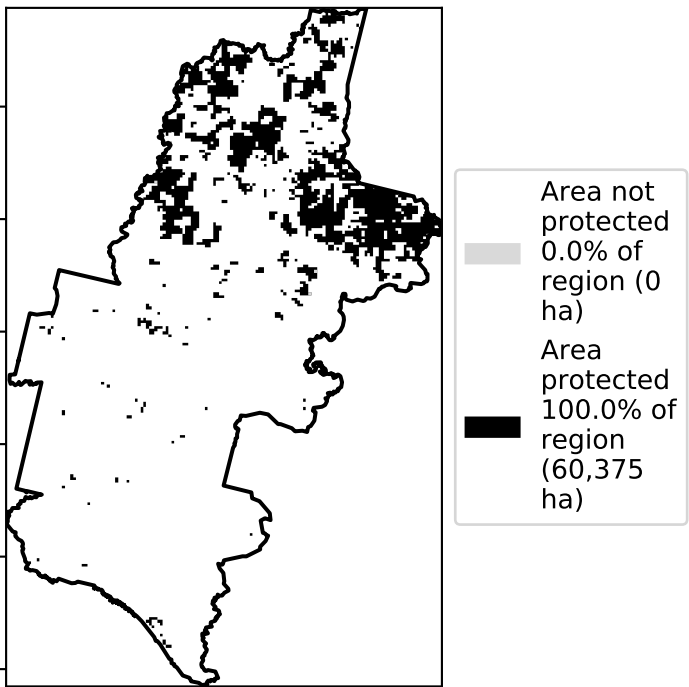 Area not
protected
0.0% of
region (0
ha)
Area
protected
100.0% of
region
(60,375
ha)